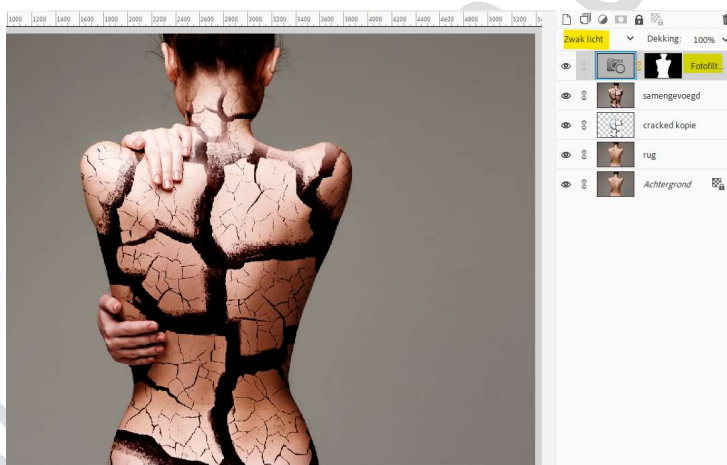 1000 1200 1400 1600 1800 2000 2200 2400 2600 2800 3000 3200 3400 3600 3800 4000 4200 4400 4600 4800 5000 5200 54
Zwak licht Dekking: 100%
Fotofilt...
samengevoegd
cracked kopie
rug
Achtergrond